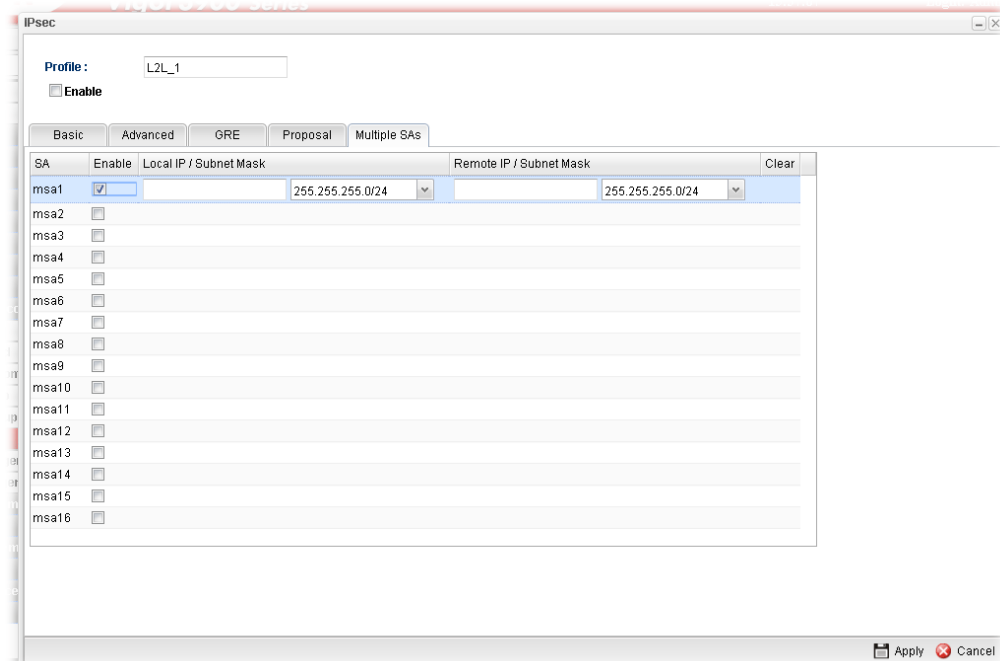 IPsec
Profile : L2L_1
Enable
Basic Advanced GRE Proposal Multiple SAs
SA Enable Local IP / Subnet Mask Remote IP / Subnet Mask Clear
msa1 255.255.255.0/24 255.255.255.0/24
msa2
msa3
msa4
msa5
msa6
msa7
msa8
msa9
msa10
msa11
msa12
msa13
msa14
msa15
msa16
Apply Cancel